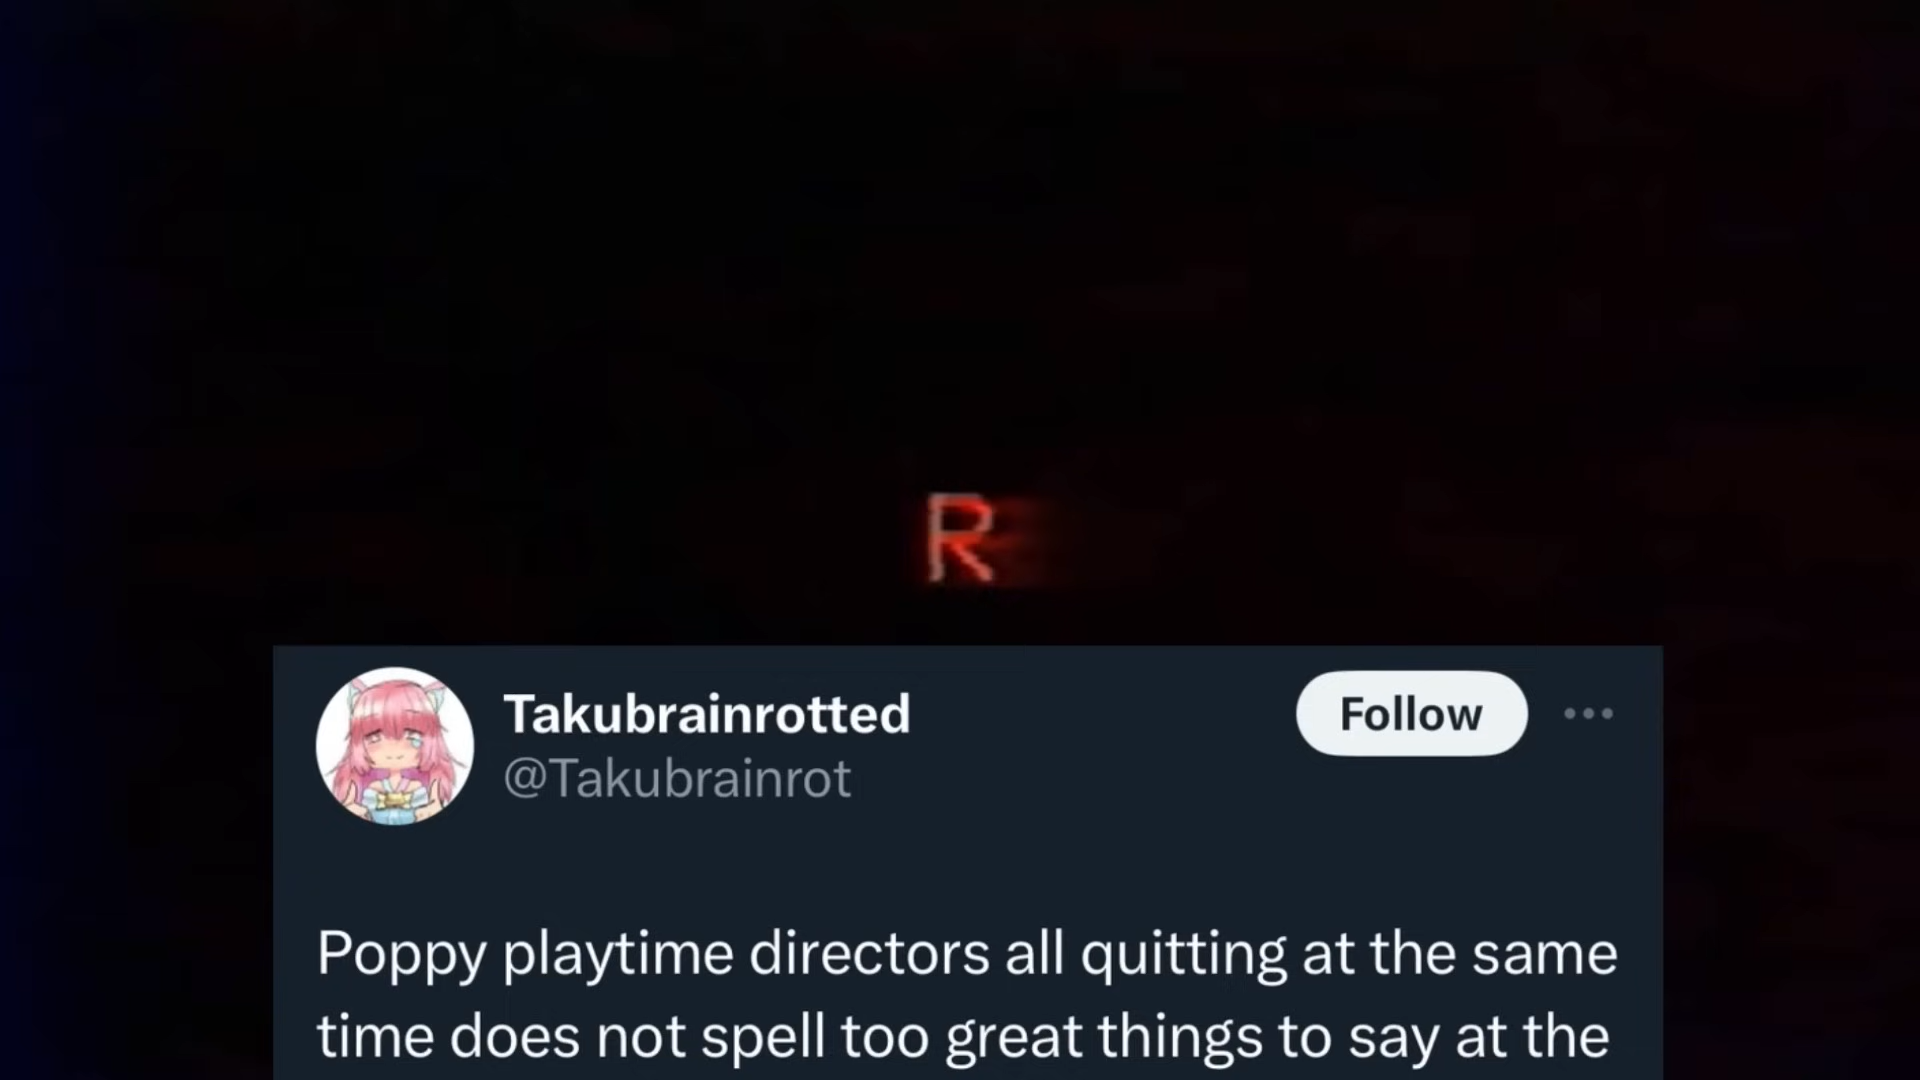 R
Takubrainrotted
Follow
@Takubrainrot
Poppy playtime directors all quitting at the same
time does not spell too great things to say at the